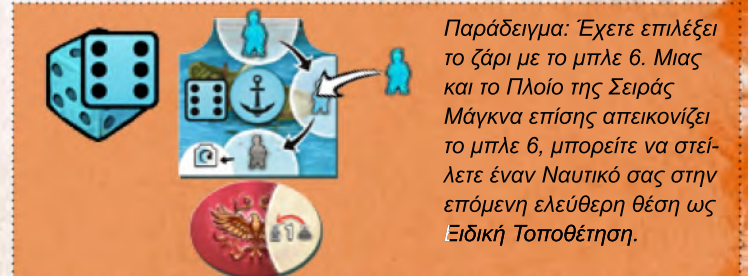 Παράδειγμα: Έχετε επιλέξει
το ζάρι με το μπλε 6. Μιας
και το Πλοίο της Σειράς
Μάγκνα επίσης απεικονίζει
το μπλε 6, μπορείτε να στεί-
λετε έναν Ναυτικό σας στην
επόμενη ελεύθερη θέση ως
Ειδική Τοποθέτηση.
1